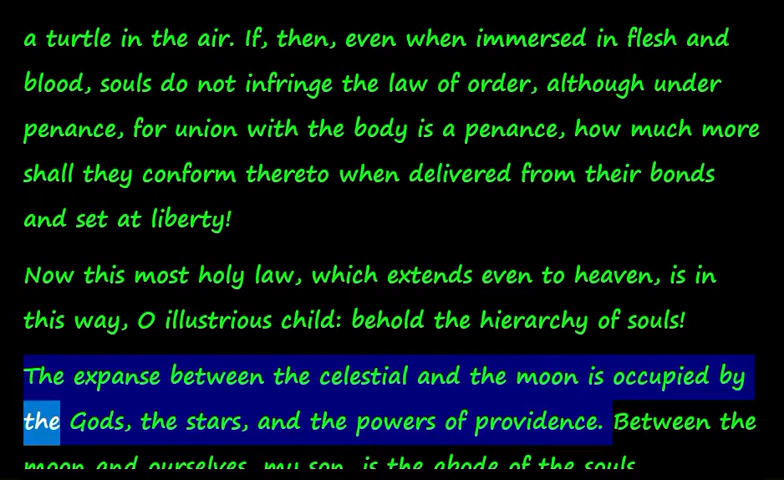 a turtle in the air. If, then, even when immersed in flesh and
blood, souls do not infringe the law of order, although under
penance, for union with the body is a penance, how much more
shall they conform thereto when delivered from their bonds
and set at liberty!
Now this most holy law, which extends even to heaven, is in
this way, O illustrious child: behold the hierarchy of souls!
The expanse between the celestial and the moon is occupied by
the Gods, the stars, and the powers of providence. Between the
moon and ourselves, my son, is the abode of the souls